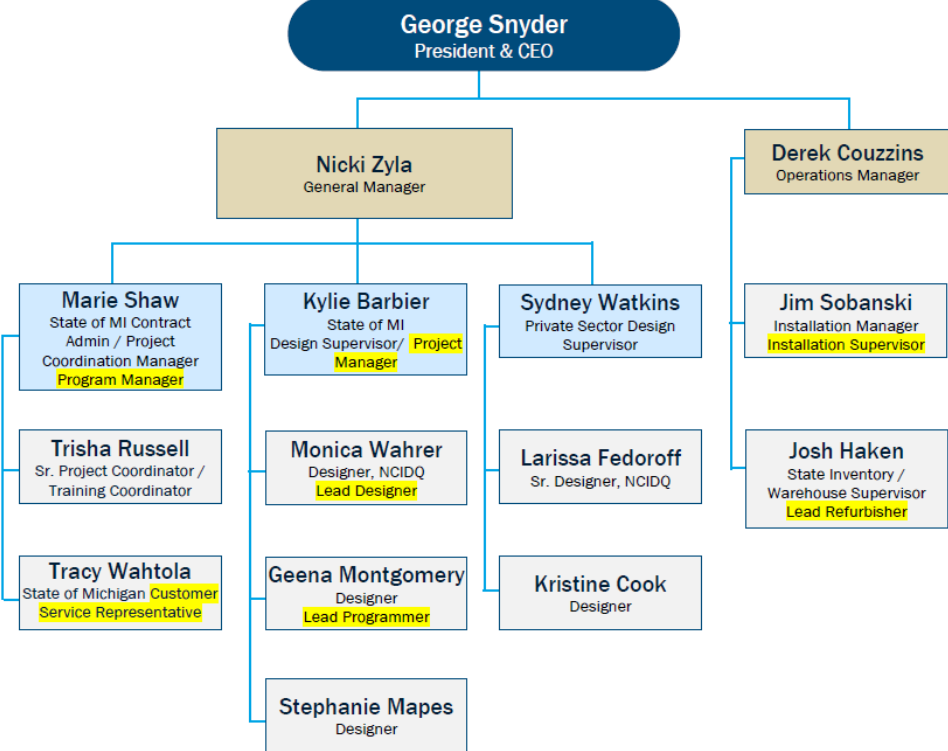 George Snyder
President & CEO
Nicki Zyla
General Manager
Derek Couzzins
Operations Manager
Marie Shaw
State of MI Contract
Admin / Project
Coordination Manager
Program Manager
Trisha Russell
Sr. Project Coordinator /
Training Coordinator
Tracy Wahtola
State of Michigan Customer
Service Representative
Kylie Barbier
State of MI
Design Supervisor/ Project
Manager
Monica Wahrer
Designer, NCIDQ
Lead Designer
Geena Montgomery
Designer
Lead Programmer
Stephanie Mapes
Designer
Sydney Watkins
Private Sector Design
Supervisor
Larissa Fedoroff
Sr. Designer, NCIDQ
Kristine Cook
Designer
Jim Sobanski
Installation Manager
Installation Supervisor
Josh Haken
State Inventory /
Warehouse Supervisor
Lead Refurbisher